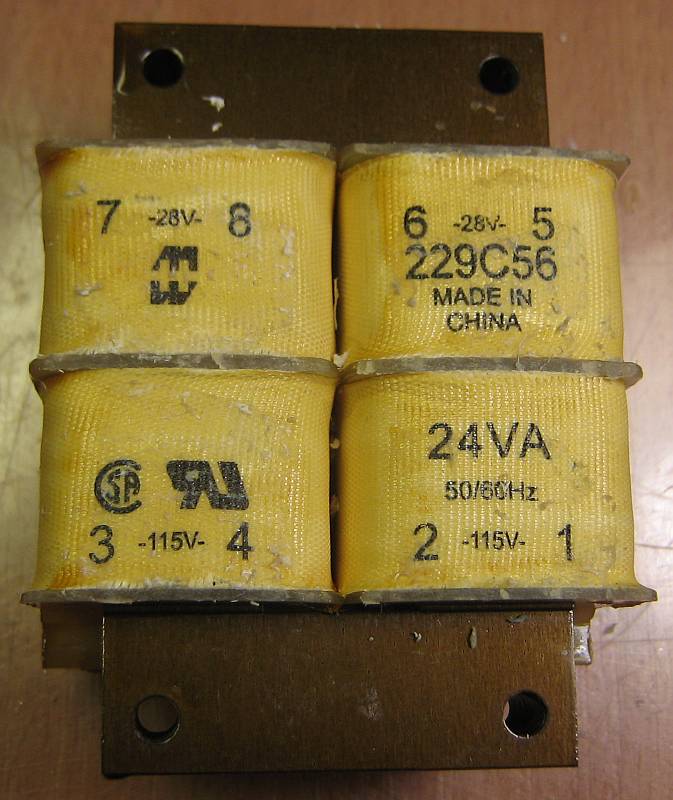 7 -28V- 8
6 -28V- 5
229C56
MADE IN
CHINA
24VA
50/60Hz
3 -115V- 4
2 -115V- 1